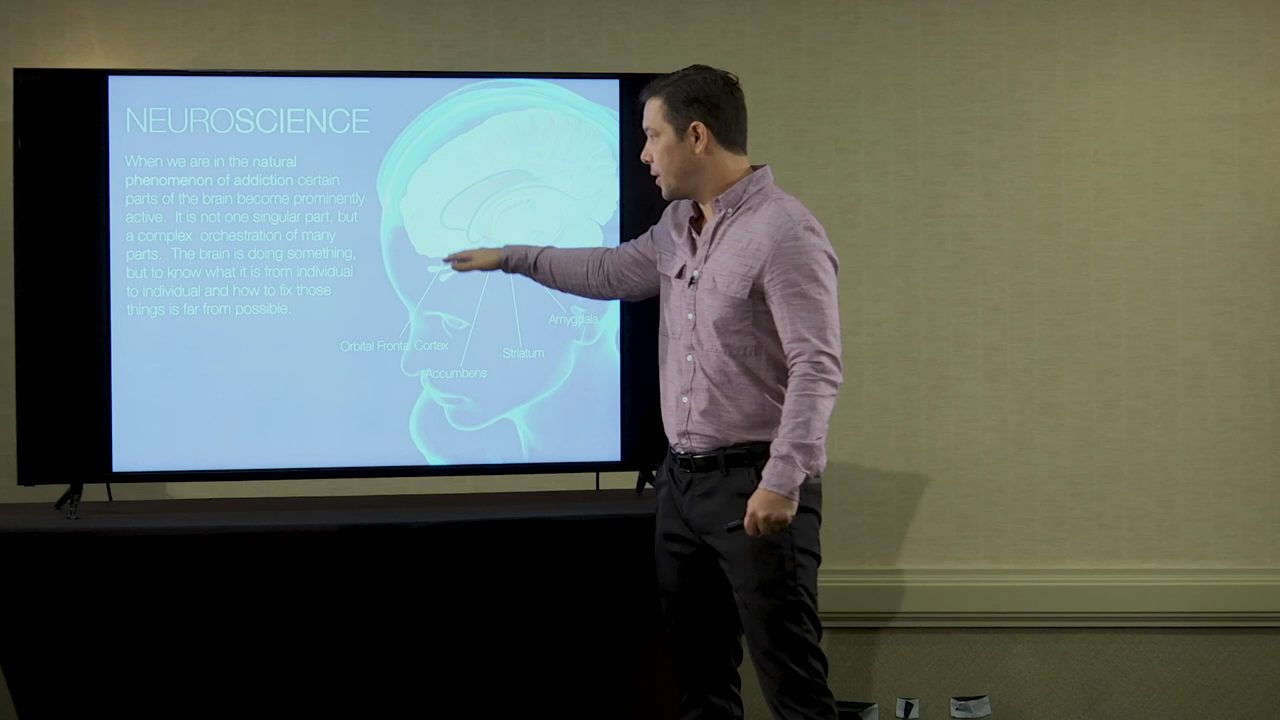 NEUROSCIENCE
When we are in the natural
phenomenon of addiction certain
parts of the brain become prominently
active. It is not one singular part, but
a complex orchestration of many
parts. The brain is doing something,
but to know what it is from individual
to individual and how to fix those
things is far from possible.
Amygdala
Orbital Frontal Cortex
Striatum
Accumbens